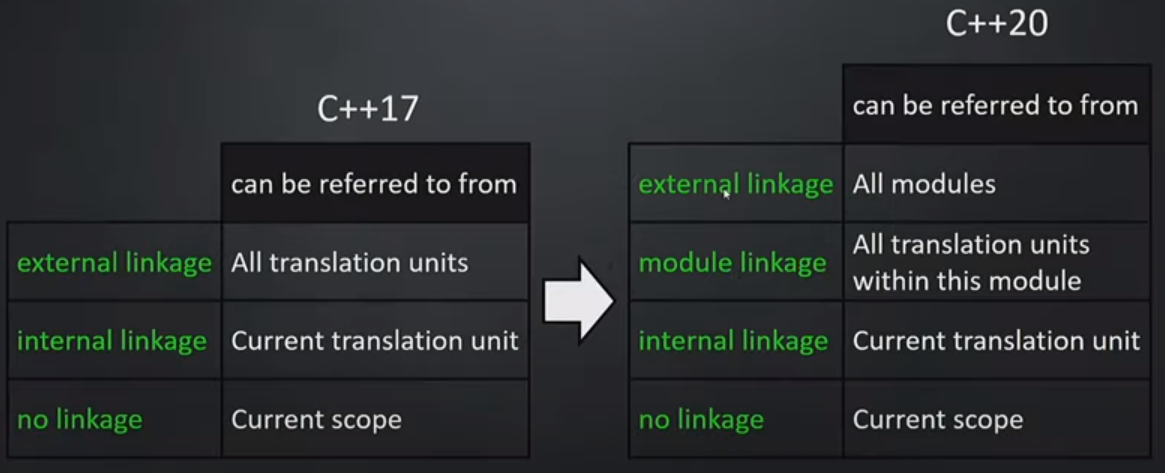 C++17
can be referred to from
external linkage All translation units
internal linkage Current translation unit
no linkage Current scope
C++20
can be referred to from
external linkage All modules
module linkage All translation units
within this module
internal linkage Current translation unit
no linkage Current scope